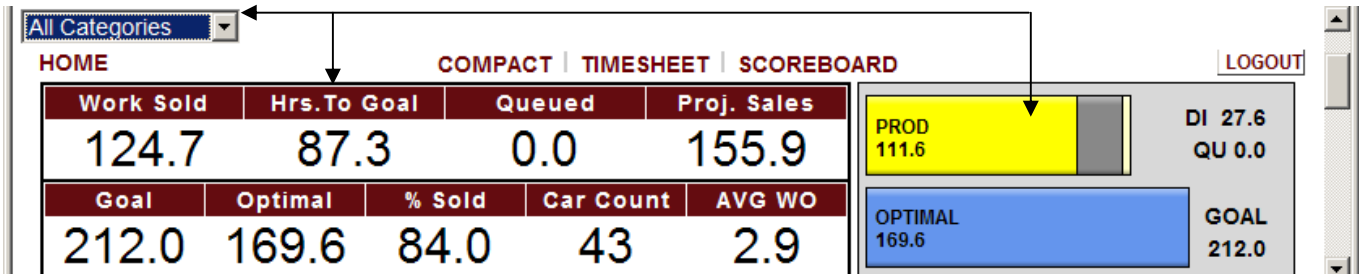 All Categories
HOME COMPACT TIMESHEET SCOREBOARD LOGOUT
Work Sold Hrs.To Goal Queued Proj. Sales
124.7 87.3 0.0 155.9
Goal Optimal % Sold Car Count AVG WO
212.0 169.6 84.0 43 2.9
PROD
111.6
DI 27.6
QU 0.0
OPTIMAL
169.6
GOAL
212.0